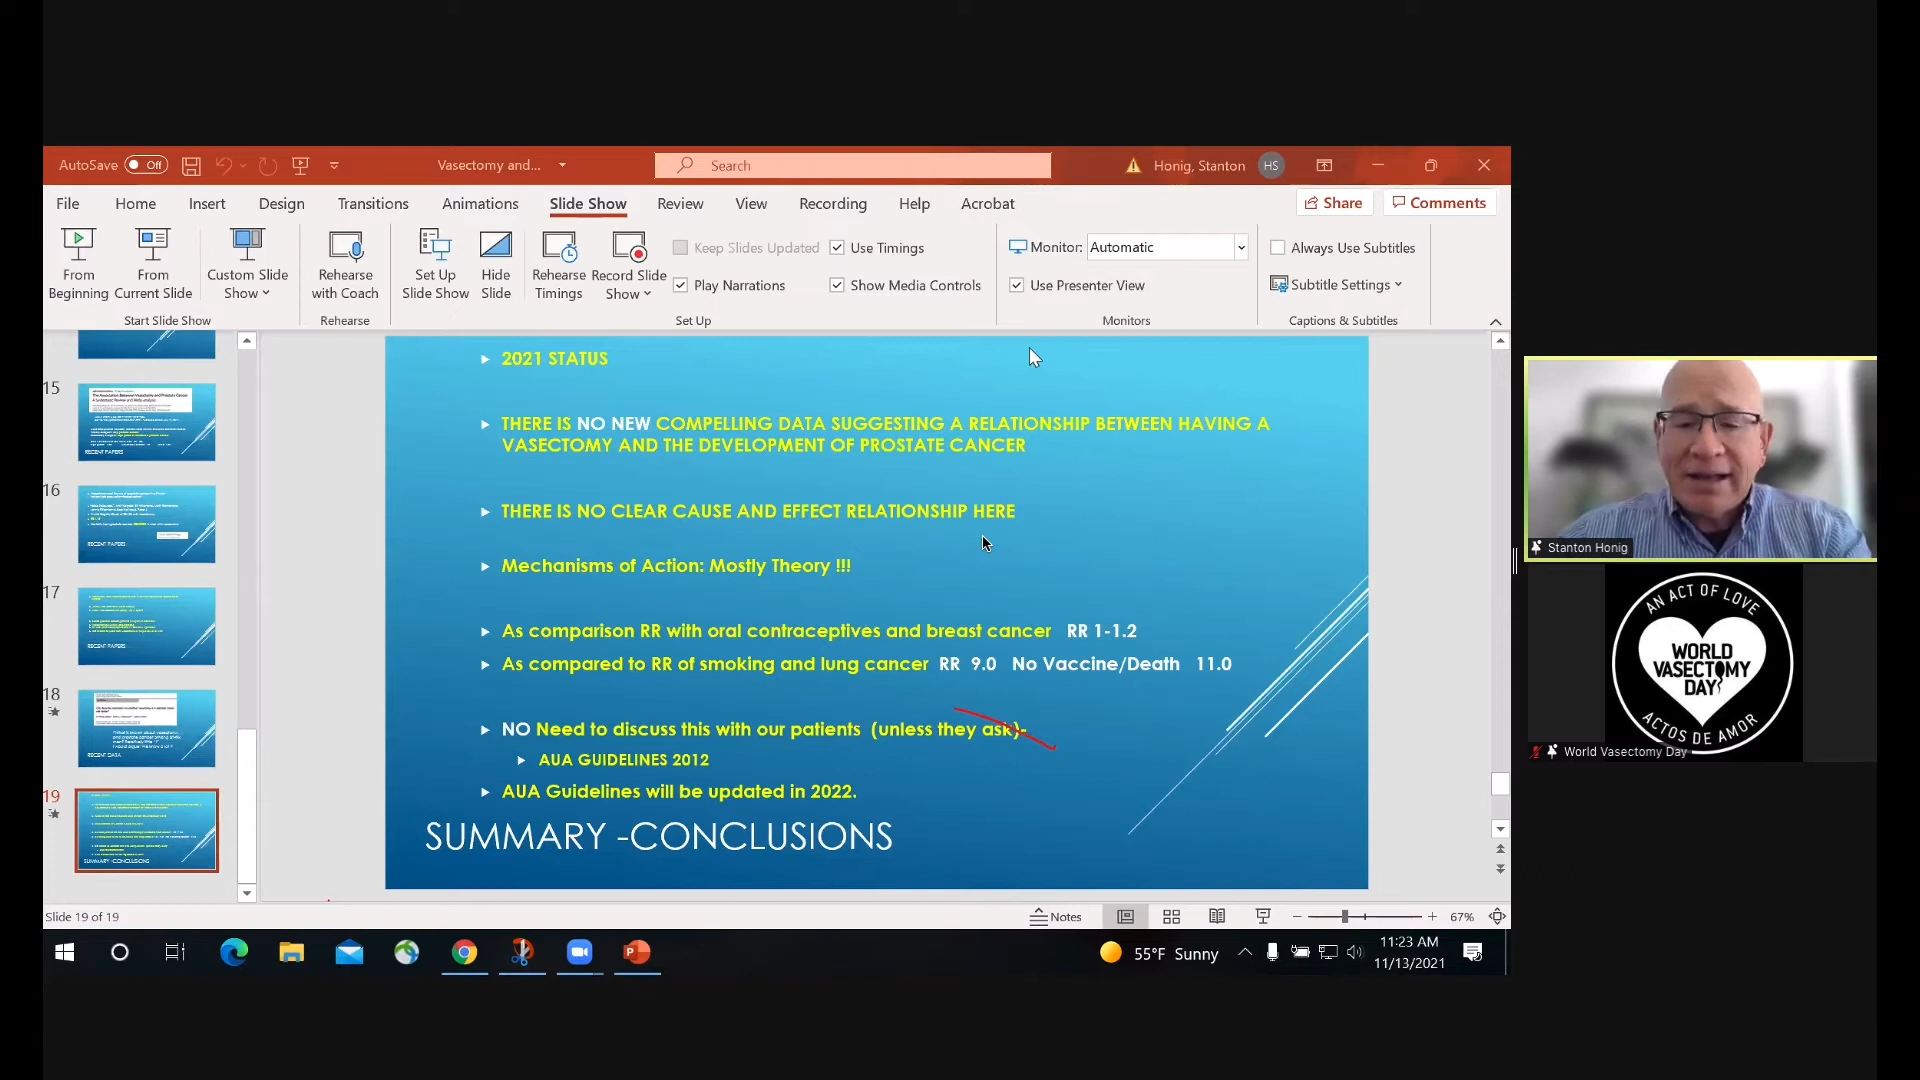 AutoSave Off
Vasectomy and...
Search
Honig, Stanton HS
File Home Insert Design Transitions Animations Slide Show Review View Recording Help Acrobat
Share Comments
From Beginning
From Current Slide
Custom Slide Show
Start Slide Show
Rehearse with Coach
Rehearse
Set Up Slide Show
Hide Slide
Rehearse Timings
Record Slide Show
Keep Slides Updated
Use Timings
Play Narrations
Show Media Controls
Set Up
Monitor: Automatic
Use Presenter View
Monitors
Always Use Subtitles
Subtitle Settings
Captions & Subtitles
15
RECENT PAPERS
16
RECENT PAPERS
17
RECENT PAPERS
18
RECENT DATA
19
SUMMARY -CONCLUSIONS
2021 STATUS
THERE IS NO NEW COMPELLING DATA SUGGESTING A RELATIONSHIP BETWEEN HAVING A
VASECTOMY AND THE DEVELOPMENT OF PROSTATE CANCER
THERE IS NO CLEAR CAUSE AND EFFECT RELATIONSHIP HERE
Mechanisms of Action: Mostly Theory !!!
As comparison RR with oral contraceptives and breast cancer RR 1-1.2
As compared to RR of smoking and lung cancer RR 9.0 No Vaccine/Death 11.0
NO Need to discuss this with our patients (unless they ask)-
AUA GUIDELINES 2012
AUA Guidelines will be updated in 2022.
SUMMARY -CONCLUSIONS
Stanton Honig
AN ACT OF LOVE
WORLD
VASECTOMY
DAY
ACTOS DE AMOR
World Vasectomy Day
Slide 19 of 19
Notes
67%
55°F Sunny
11:23 AM
11/13/2021